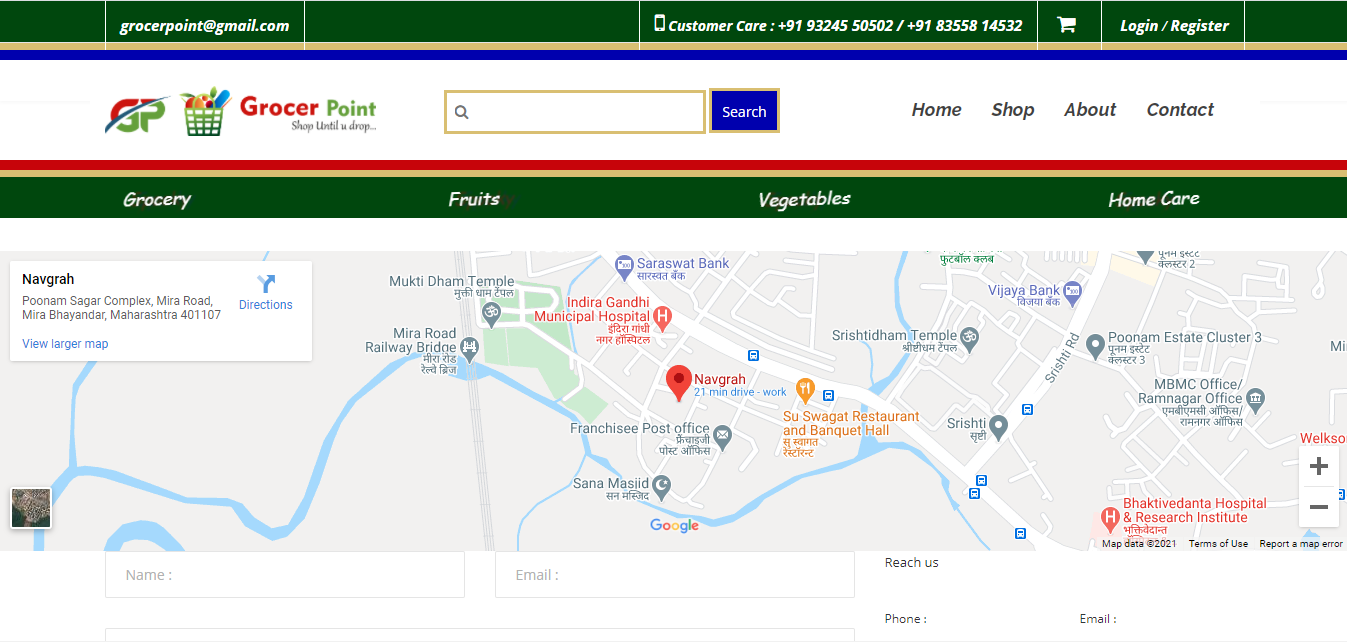 grocerpoint@gmail.com
Customer Care : +91 93245 50502 / +91 83558 14532
Login / Register
GP
Grocer Point
Shop Until u drop...
Search
Home
Shop
About
Contact
Grocery
Fruits
Vegetables
Home Care
Navgrah
Poonam Sagar Complex, Mira Road,
Mira Bhayandar, Maharashtra 401107
Directions
View larger map
Mukti Dham Temple
मुक्ती धाम टेंपल
Saraswat Bank
सारस्वत बँक
फुटबॉल क्लब
पूनम इस्टेट
क्लस्टर 2
Indira Gandhi
Municipal Hospital
इंदिरा गांधी
नगर हॉस्पिटल
Vijaya Bank
विजया बँक
Mira Road
Railway Bridge
मीरा रोड
रेल्वे ब्रिज
Srishtidham Temple
श्रीष्टीधम टेंपल
Srishti Rd
Poonam Estate Cluster 3
पूनम इस्टेट
क्लस्टर 3
Mi
Navgrah
21 min drive - work
MBMC Office/
Ramnagar Office
एमबीएमसी ऑफिस/
रामनगर ऑफिस
Su Swagat Restaurant
and Banquet Hall
सु स्वागत
रेस्टॉरन्ट
Franchisee Post office
फ्रैंचाइजी
पोस्ट ऑफिस
Srishti
सृष्टी
Welkso
Sana Masjid
सना मस्जिद
Bhaktivedanta Hospital
& Research Institute
भक्तिवेदान्त
Google
Map data ©2021
Terms of Use
Report a map error
Name :
Email :
Reach us
Phone :
Email :